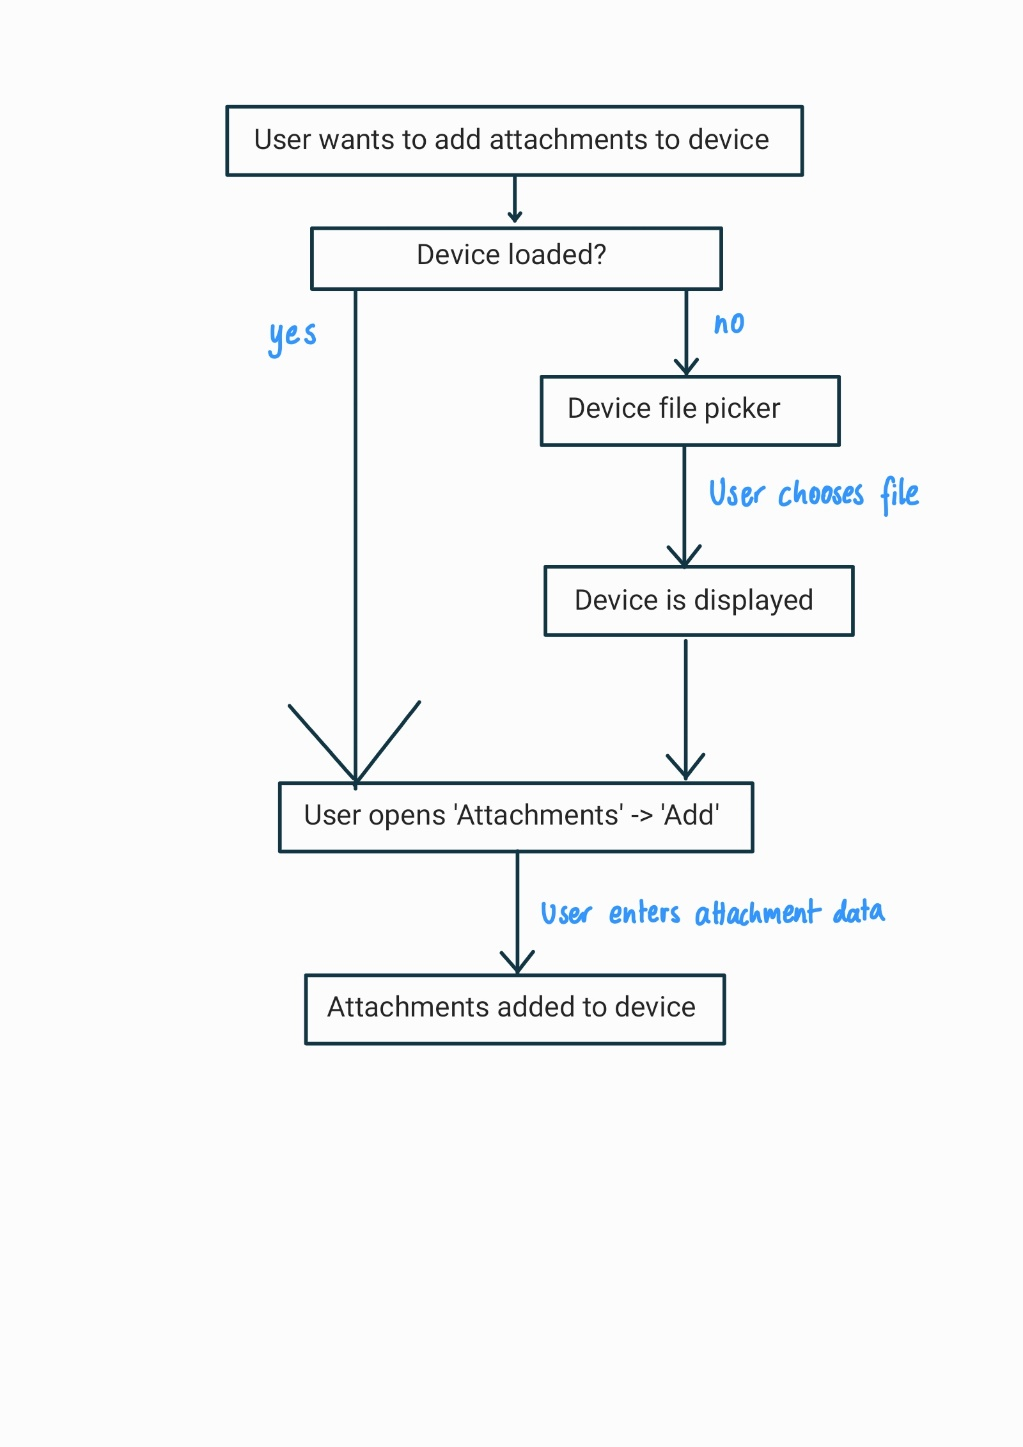 User wants to add attachments to device
Device loaded?
yes
no
Device file picker
User chooses file
Device is displayed
User opens 'Attachments' -> 'Add'
User enters attachment data
Attachments added to device